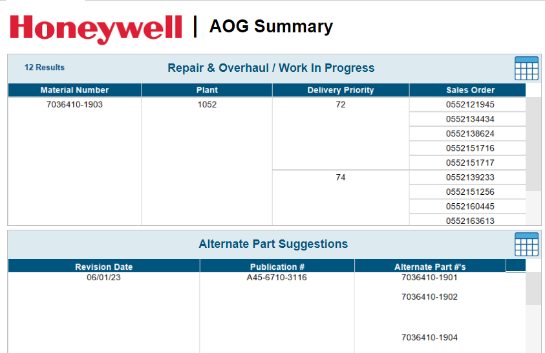 Honeywell | AOG Summary
12 Results Repair & Overhaul / Work In Progress
Material Number Plant Delivery Priority Sales Order
7036410-1903 1052 72 0552121945
0552134434
0552138624
0552151716
0552151717
74 0552139233
0552151256
0552160445
0552163613
Alternate Part Suggestions
Revision Date Publication # Alternate Part #'s
06/01/23 A45-6710-3116 7036410-1901
7036410-1902
7036410-1904